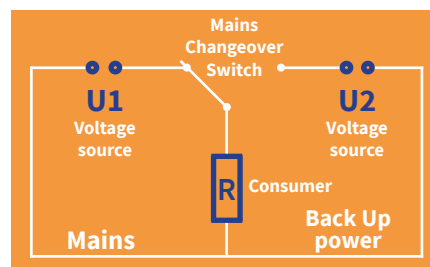 Mains
Changeover
Switch
U1
Voltage
source
U2
Voltage
source
R
Consumer
Mains
Back Up
power